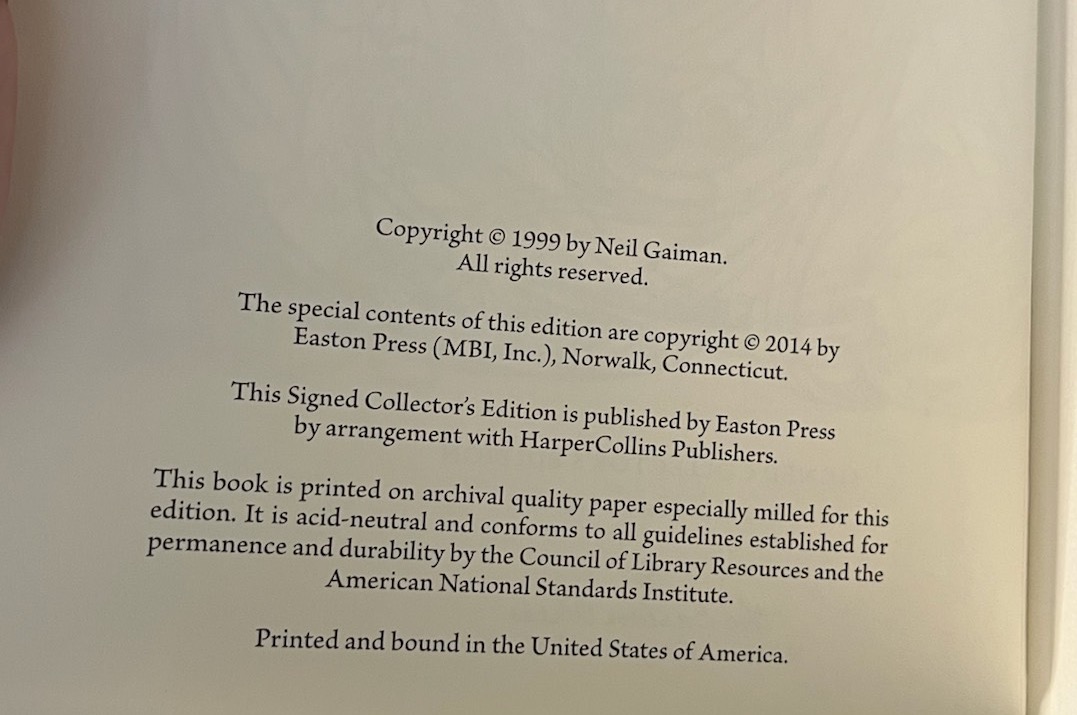 Copyright © 1999 by Neil Gaiman.
All rights reserved.
The special contents of this edition are copyright © 2014 by
Easton Press (MBI, Inc.), Norwalk, Connecticut.
This Signed Collector's Edition is published by Easton Press
by arrangement with HarperCollins Publishers.
This book is printed on archival quality paper especially milled for this
edition. It is acid-neutral and conforms to all guidelines established for
permanence and durability by the Council of Library Resources and the
American National Standards Institute.
Printed and bound in the United States of America.